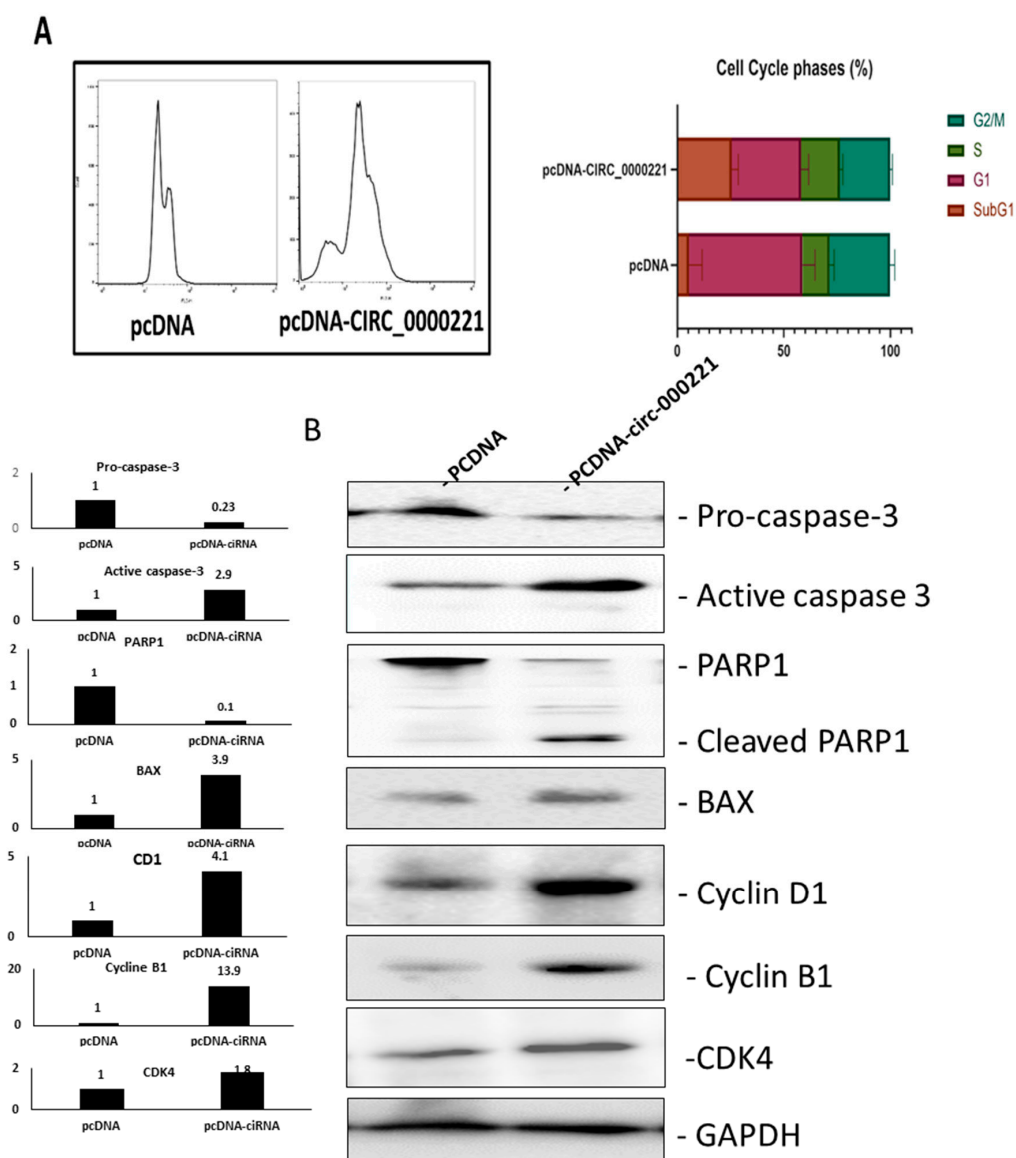 A
pcDNA
pcDNA-CIRC_0000221
Cell Cycle phases (%)
pcDNA-CIRC_0000221
pcDNA
0
50
100
G2/M
S
G1
SubG1
B
- PCDNA
- PCDNA-circ-000221
Pro-caspase-3
2
0
1
0.23
pcDNA
pcDNA-ciRNA
Active caspase-3
5
0
1
2.9
pcDNA
pcDNA-ciRNA
PARP1
2
1
0
1
0.1
pcDNA
pcDNA-ciRNA
BAX
5
0
1
3.9
pcDNA
pcDNA-ciRNA
CD1
5
0
1
4.1
pcDNA
pcDNA-ciRNA
Cycline B1
20
0
1
13.9
pcDNA
pcDNA-ciRNA
CDK4
2
0
1
1.8
pcDNA
pcDNA-ciRNA
- Pro-caspase-3
- Active caspase 3
- PARP1
- Cleaved PARP1
- BAX
- Cyclin D1
- Cyclin B1
-CDK4
- GAPDH